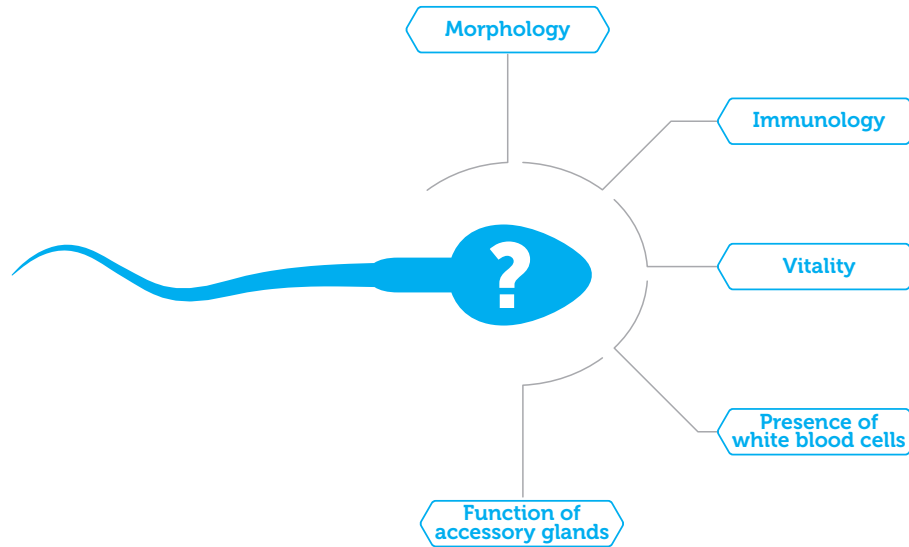 Morphology
Immunology
?
Vitality
Presence of
white blood cells
Function of
accessory glands